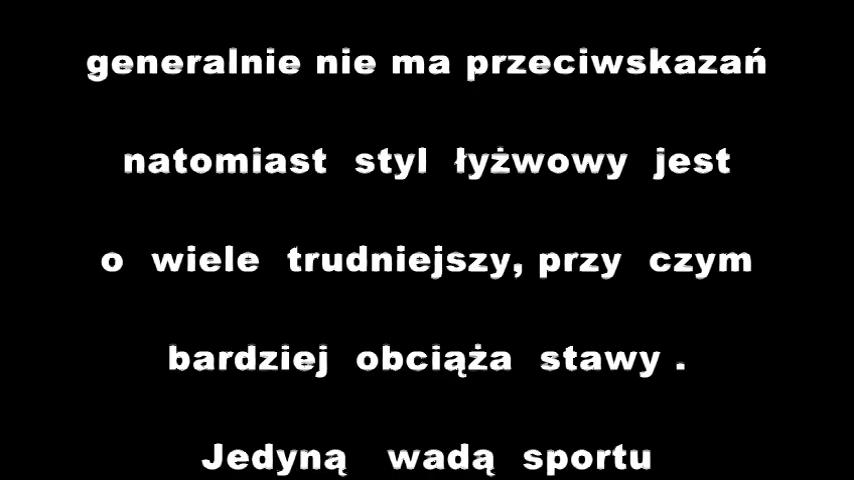 generalnie nie ma przeciwskazań
natomiast styl łyżwowy jest
o wiele trudniejszy, przy czym
bardziej obciąża stawy .
Jedyną wadą sportu